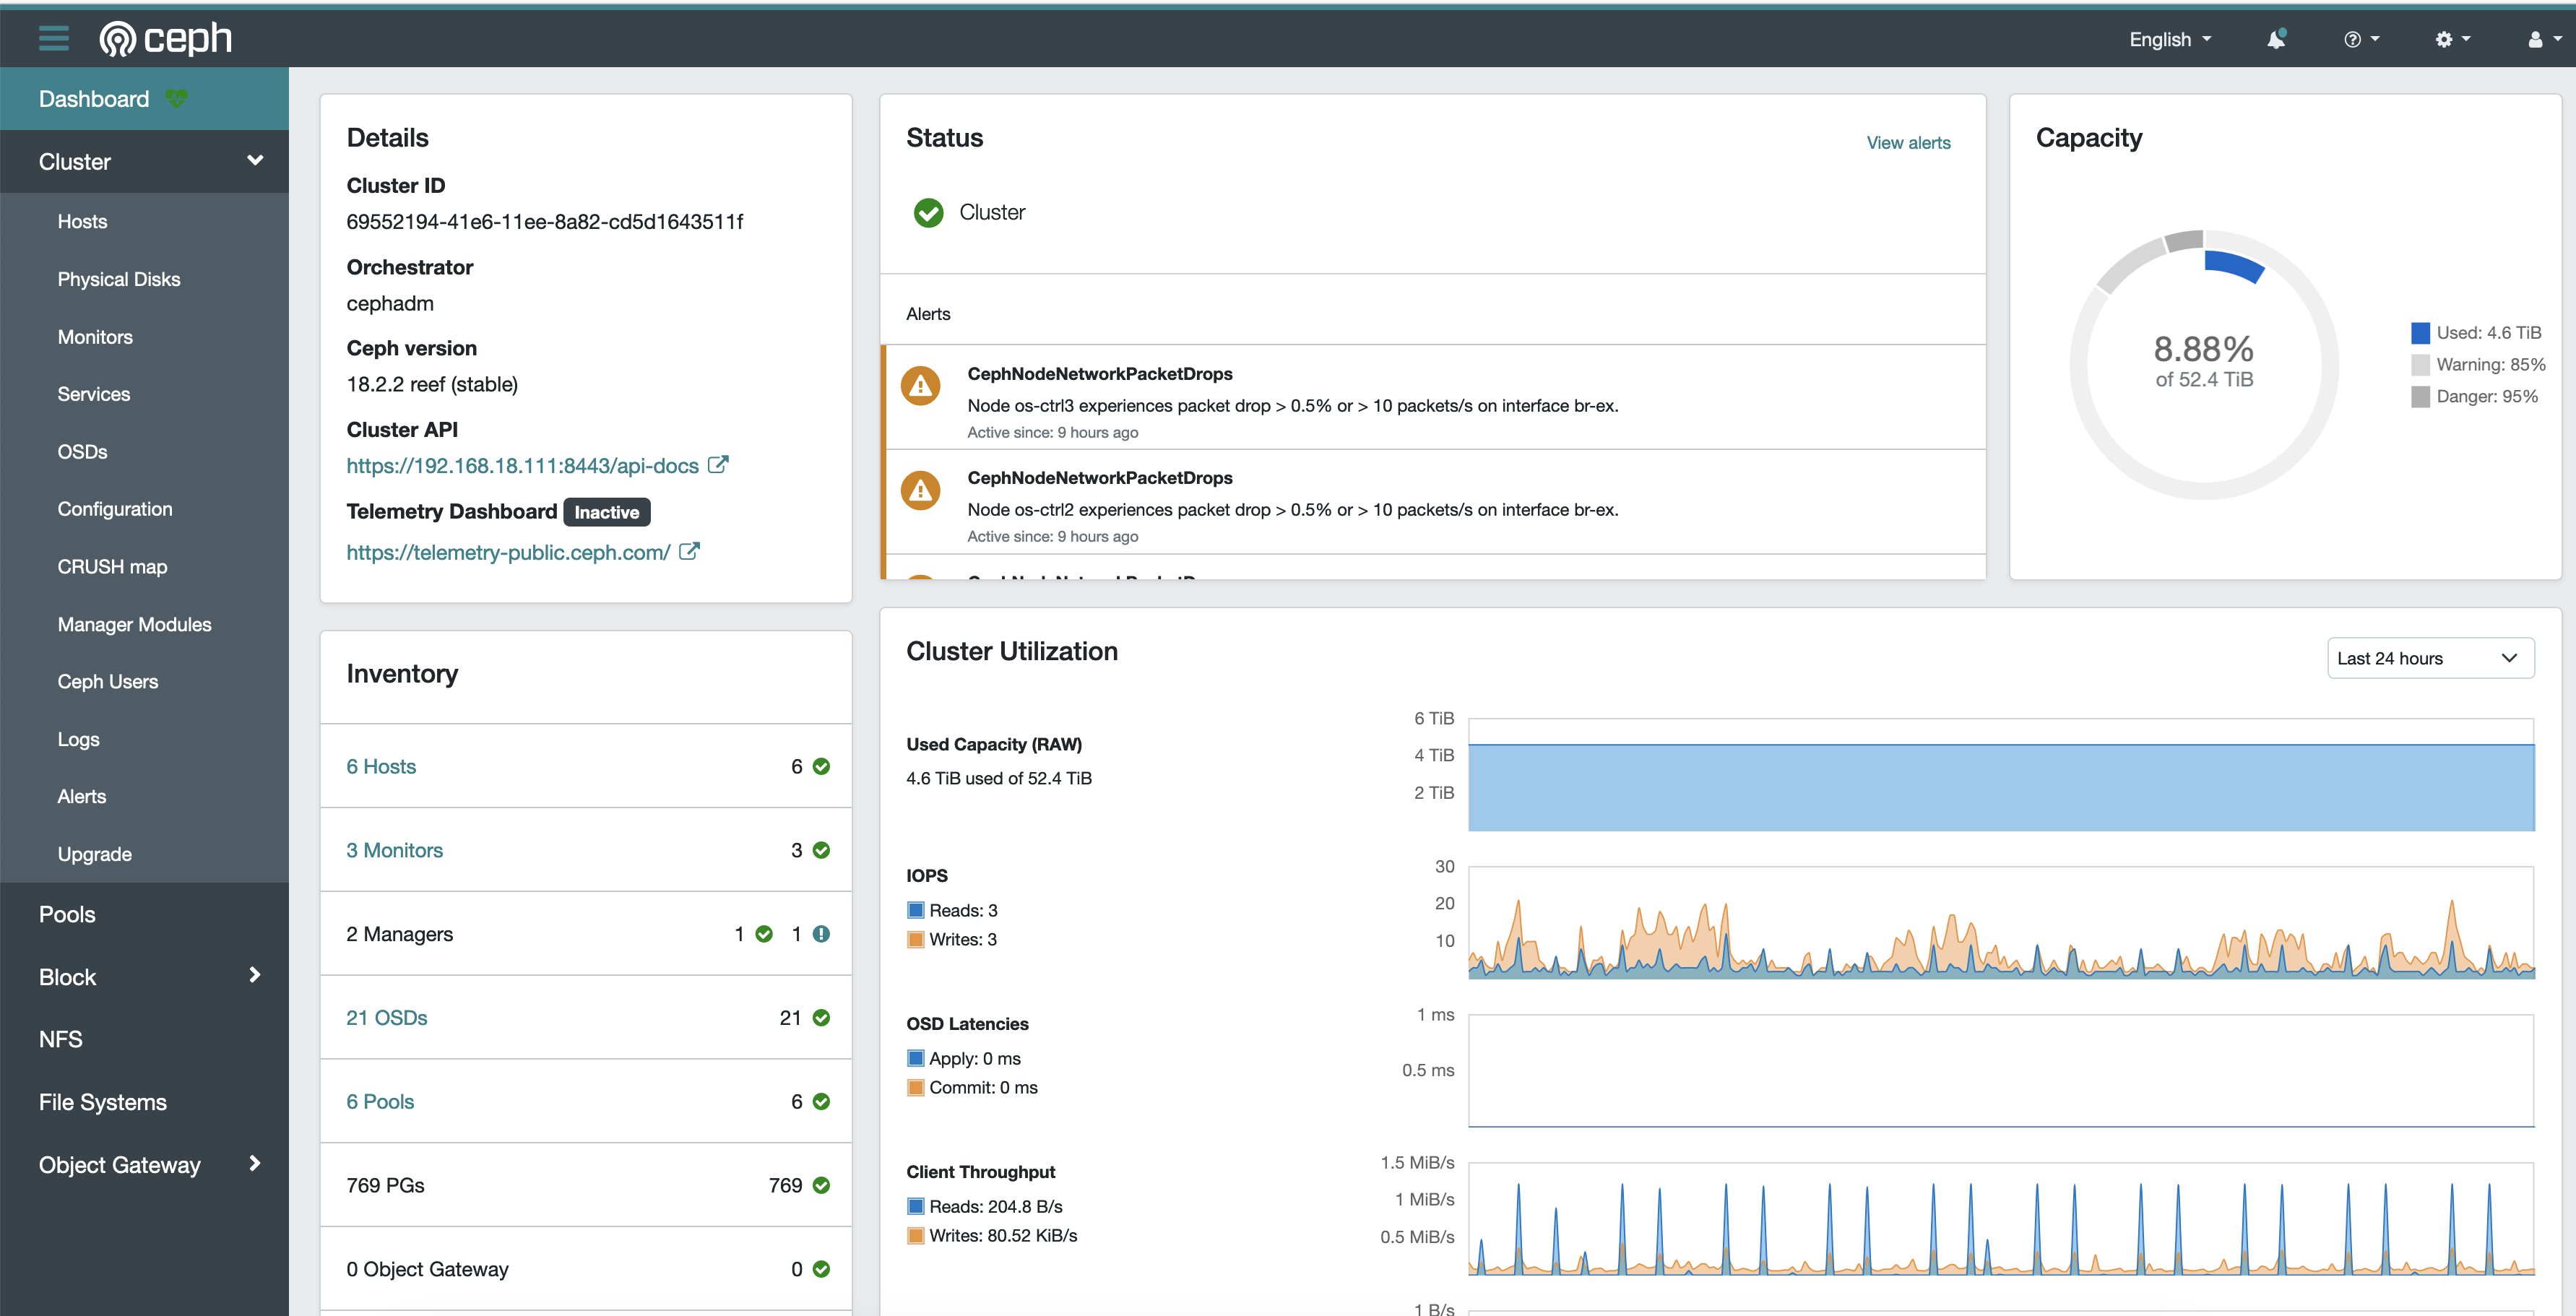 ceph
English
Dashboard
Cluster
Hosts
Physical Disks
Monitors
Services
OSDs
Configuration
CRUSH map
Manager Modules
Ceph Users
Logs
Alerts
Upgrade
Pools
Block
NFS
File Systems
Object Gateway
Details
Cluster ID
69552194-41e6-11ee-8a82-cd5d1643511f
Orchestrator
cephadm
Ceph version
18.2.2 reef (stable)
Cluster API
https://192.168.18.111:8443/api-docs
Telemetry Dashboard Inactive
https://telemetry-public.ceph.com/
Inventory
6 Hosts 6
3 Monitors 3
2 Managers 1 1
21 OSDs 21
6 Pools 6
769 PGs 769
0 Object Gateway 0
Status View alerts
Cluster
Alerts
CephNodeNetworkPacketDrops
Node os-ctrl3 experiences packet drop > 0.5% or > 10 packets/s on interface br-ex.
Active since: 9 hours ago
CephNodeNetworkPacketDrops
Node os-ctrl2 experiences packet drop > 0.5% or > 10 packets/s on interface br-ex.
Active since: 9 hours ago
Capacity
8.88%
of 52.4 TiB
Used: 4.6 TiB
Warning: 85%
Danger: 95%
Cluster Utilization
Last 24 hours
Used Capacity (RAW)
4.6 TiB used of 52.4 TiB
6 TiB
4 TiB
2 TiB
IOPS
Reads: 3
Writes: 3
30
20
10
OSD Latencies
Apply: 0 ms
Commit: 0 ms
1 ms
0.5 ms
Client Throughput
Reads: 204.8 B/s
Writes: 80.52 KiB/s
1.5 MiB/s
1 MiB/s
0.5 MiB/s
1 B/s